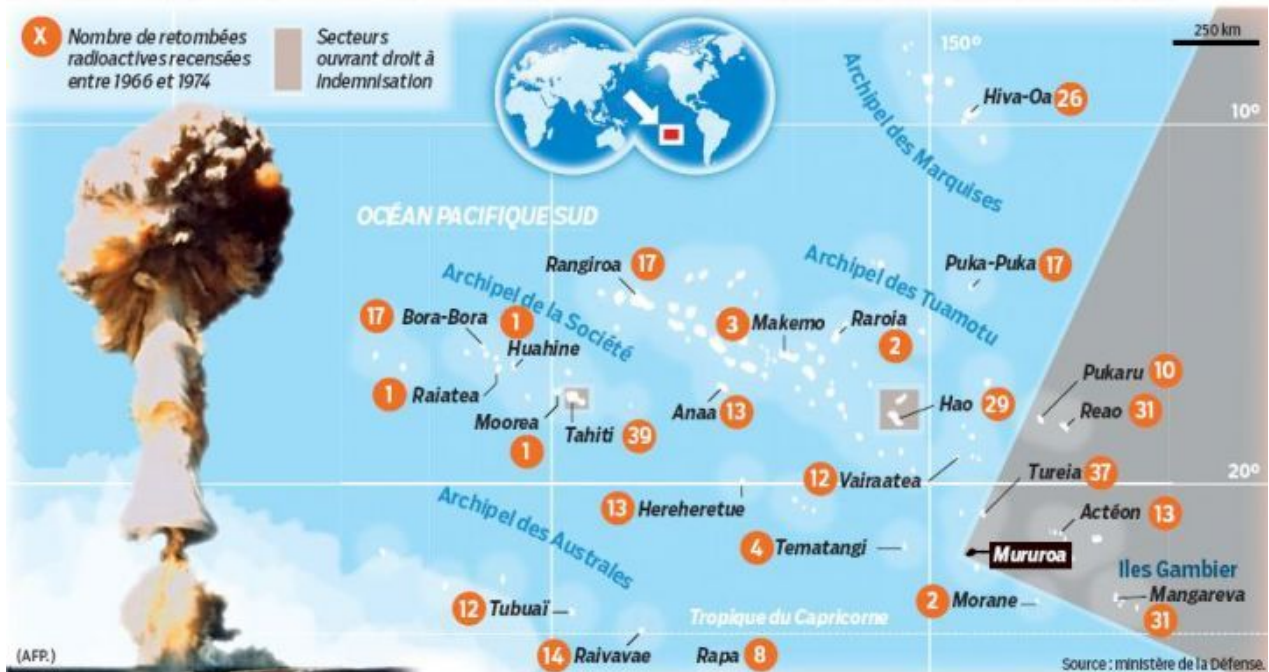 X
Nombre de retombées
radioactives recensées
entre 1966 et 1974
Secteurs
ouvrant droit à
indemnisation
150°
250 km
Archipel des Marquises
Hiva-Oa 26
10°
OCÉAN PACIFIQUE SUD
Rangiroa 17
Archipel de la Société
Archipel des Tuamotu
Puka-Puka 17
17
Bora-Bora
1
Huahine
3 Makemo
Raroia
2
Pukaru 10
1 Raiatea
Moorea
1
Tahiti 39
Anaa 13
Hao 29
Reao 31
12 Vairaatea
Tureia 37
20°
13 Hereheretue
Actéon 13
Archipel des Australes
4 Tematangi
Mururoa
Iles Gambier
Mangareva
31
12 Tubuaï
2 Morane
Tropique du Capricorne
14 Raivavae
Rapa 8
(AFP.)
Source : ministère de la Défense.